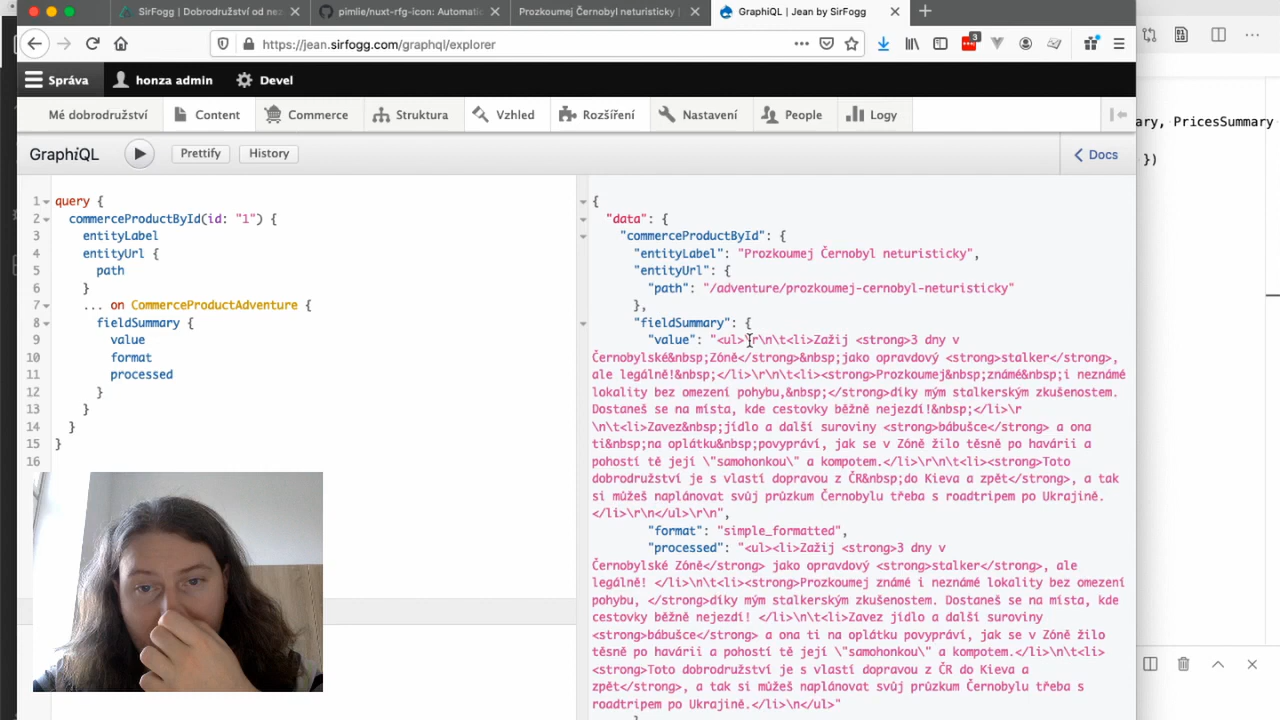 SirFogg | Dobrodružství od nez
pimlie/nuxt-rfg-icon: Automatic
Prozkoumej Černobyl neturisticky |
GraphiQL | Jean by SirFogg
https://jean.sirfogg.com/graphql/explorer
3
Správa
honza admin
Devel
Mé dobrodružství
Content
Commerce
Struktura
Vzhled
Rozšíření
Nastavení
People
Logy
ary, PricesSummary
})
GraphiQL
Prettify
History
Docs
1 query {
2 commerceProductById(id: "1") {
3 entityLabel
4 entityUrl {
5 path
6 }
7 ... on CommerceProductAdventure {
8 fieldSummary {
9 value
10 format
11 processed
12 }
13 }
14 }
15 }
16
{
"data": {
"commerceProductById": {
"entityLabel": "Prozkoumej Černobyl neturisticky",
"entityUrl": {
"path": "/adventure/prozkoumej-cernobyl-neturisticky"
},
"fieldSummary": {
"value": "<ul>\r\n\t<li>Zažij <strong>3 dny v
Černobylské&nbsp;Zóně</strong>&nbsp;jako opravdový <strong>stalker</strong>,
ale legálně!&nbsp;</li>\r\n\t<li><strong>Prozkoumej&nbsp;známé&nbsp;i neznámé
lokality bez omezení pohybu,&nbsp;</strong>díky mým stalkerským zkušenostem.
Dostaneš se na místa, kde cestovky běžně nejezdí!&nbsp;</li>\r
\n\t<li>Zavez&nbsp;jídlo a další suroviny <strong>bábušce</strong> a ona
ti&nbsp;na oplátku&nbsp;povypráví, jak se v Zóně žilo těsně po havárii a
pohostí tě její \"samohonkou\" a kompotem.</li>\r\n\t<li><strong>Toto
dobrodružství je s vlastí dopravou z ČR&nbsp;do Kieva a zpět</strong>, a tak
si můžeš naplánovat svůj průzkum Černobylu třeba s roadtripem po Ukrajině.
</li>\r\n</ul>\r\n",
"format": "simple_formatted",
"processed": "<ul><li>Zažij <strong>3 dny v
Černobylské Zóně</strong> jako opravdový <strong>stalker</strong>, ale
legálně! </li>\n\t<li><strong>Prozkoumej známé i neznámé lokality bez omezení
pohybu, </strong>díky mým stalkerským zkušenostem. Dostaneš se na místa, kde
cestovky běžně nejezdí! </li>\n\t<li>Zavez jídlo a další suroviny
<strong>bábušce</strong> a ona ti na oplátku povypráví, jak se v Zóně žilo
těsně po havárii a pohostí tě její \"samohonkou\" a kompotem.</li>\n\t<li>
<strong>Toto dobrodružství je s vlastí dopravou z ČR do Kieva a
zpět</strong>, a tak si můžeš naplánovat svůj průzkum Černobylu třeba s
roadtripem po Ukrajině.</li>\n</ul>"